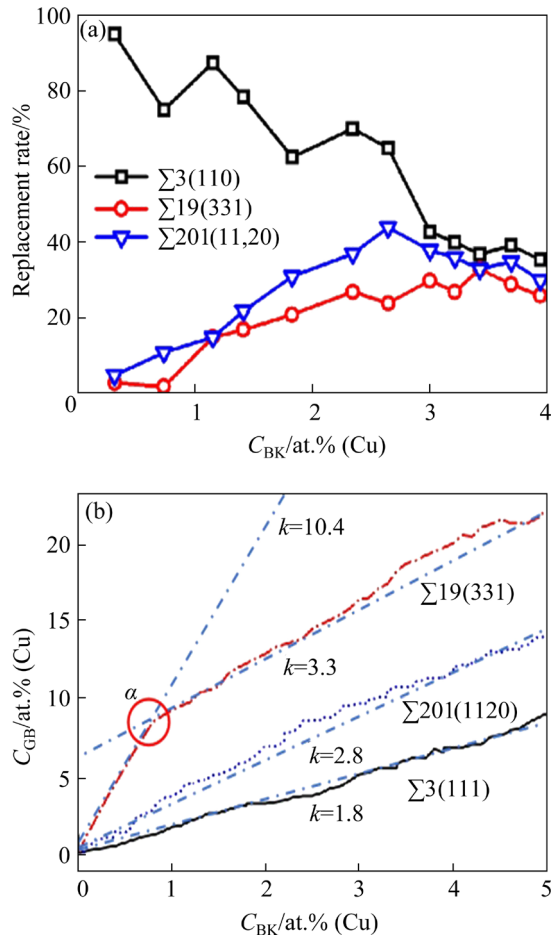 (a)
100
80
60
40
20
0
Replacement rate/%
∑3(110)
∑19(331)
∑201(11,20)
1
2
3
4
C_BK/at.% (Cu)
(b)
20
15
10
5
0
C_GB/at.% (Cu)
k=10.4
∑19(331)
α
k=3.3
∑201(1120)
k=2.8
∑3(111)
k=1.8
0
1
2
3
4
5
C_BK/at.% (Cu)